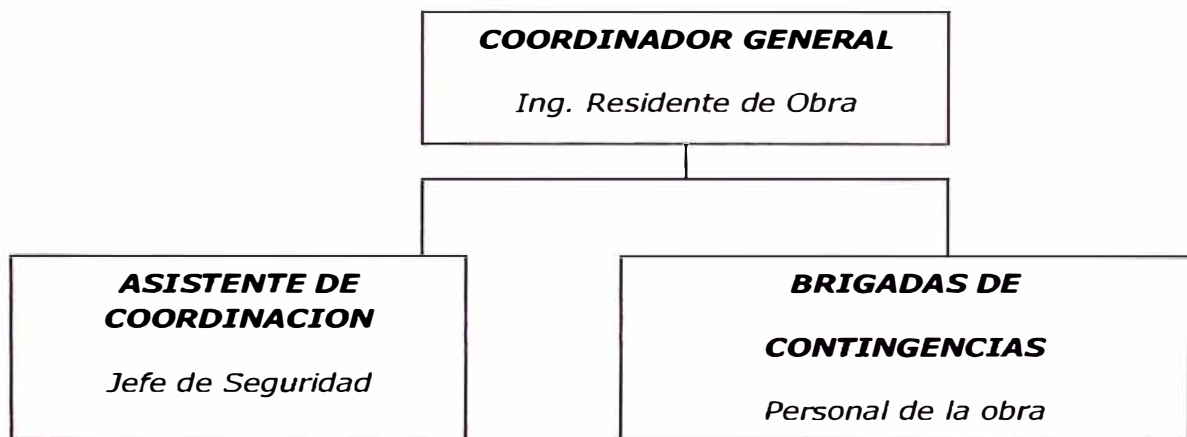 COORDINADOR GENERAL
Ing. Residente de Obra
ASISTENTE DE
COORDINACION
Jefe de Seguridad
BRIGADAS DE
CONTINGENCIAS
Personal de la obra